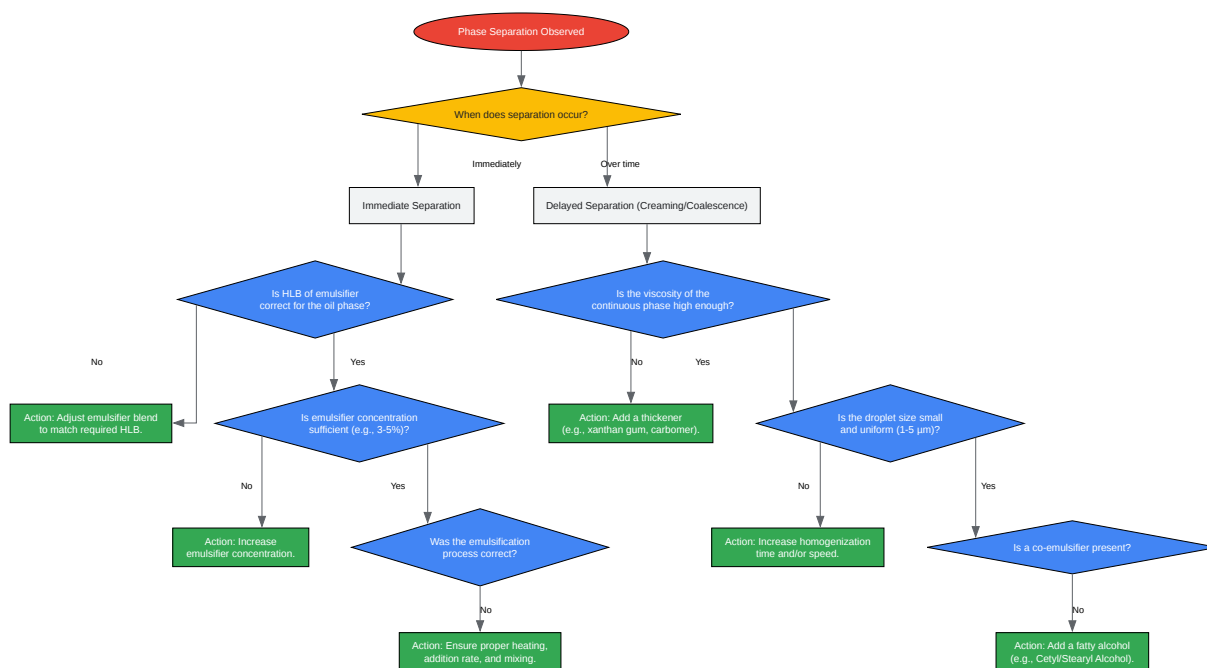 Phase Separation Observed
When does separation occur?
Immediately
Over time
Immediate Separation
Delayed Separation (Creaming/Coalescence)
Is HLB of emulsifier
correct for the oil phase?
Is the viscosity of the
continuous phase high enough?
No
Yes
No
Yes
Action: Adjust emulsifier blend
to match required HLB.
Is emulsifier concentration
sufficient (e.g., 3-5%)?
Action: Add a thickener
(e.g., xanthan gum, carbomer).
Is the droplet size small
and uniform (1-5 µm)?
No
Yes
No
Yes
Action: Increase
emulsifier concentration.
Was the emulsification
process correct?
Action: Increase homogenization
time and/or speed.
Is a co-emulsifier present?
No
No
Action: Ensure proper heating,
addition rate, and mixing.
Action: Add a fatty alcohol
(e.g., Cetyl/Stearyl Alcohol).